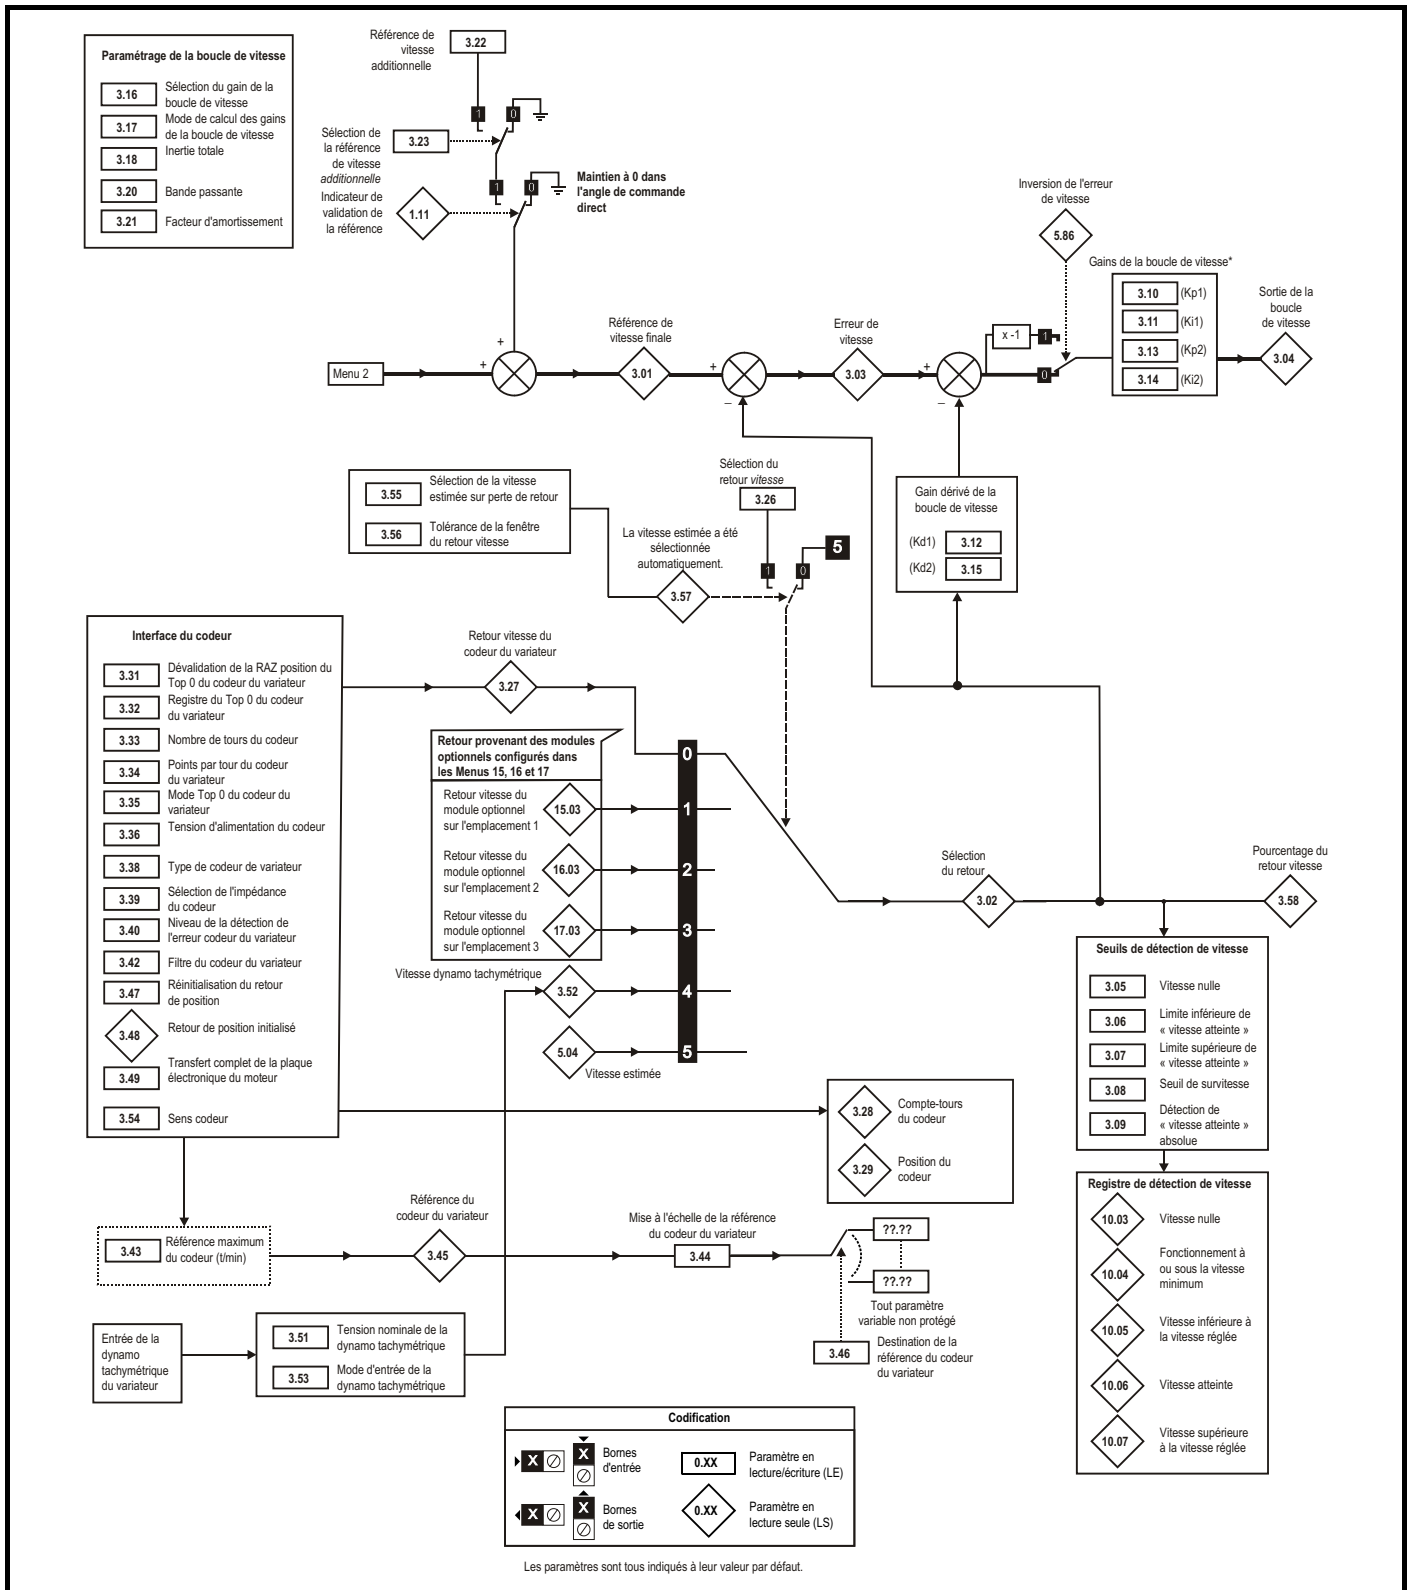 Paramétrage de la boucle de vitesse
3.16
Sélection du gain de la
boucle de vitesse
3.17
Mode de calcul des gains
de la boucle de vitesse
3.18
Inertie totale
3.20
Bande passante
3.21
Facteur d'amortissement
Référence de
vitesse
additionnelle
3.22
1
0
Sélection de
la référence
de vitesse
additionnelle
3.23
1
0
Maintien à 0 dans
l'angle de commande
direct
Indicateur de
validation de
la référence
1.11
Inversion de l'erreur
de vitesse
5.86
Gains de la boucle de vitesse*
3.10
(Kp1)
3.11
(Ki1)
3.13
(Kp2)
3.14
(Ki2)
Sortie de la
boucle
de vitesse
3.04
Menu 2
+
+
Référence de
vitesse finale
3.01
+
–
Erreur de
vitesse
3.03
+
–
x -1
1
0
3.55
Sélection de la vitesse
estimée sur perte de retour
3.56
Tolérance de la fenêtre
du retour vitesse
Sélection du
retour vitesse
3.26
La vitesse estimée a été
sélectionnée
automatiquement.
3.57
1
0
5
Gain dérivé de la
boucle de vitesse
(Kd1)
3.12
(Kd2)
3.15
Interface du codeur
3.31
Dévalidation de la RAZ position du
Top 0 du codeur du variateur
3.32
Registre du Top 0 du codeur
du variateur
3.33
Nombre de tours du codeur
3.34
Points par tour du codeur
du variateur
3.35
Mode Top 0 du codeur du
variateur
3.36
Tension d'alimentation du codeur
3.38
Type de codeur de variateur
3.39
Sélection de l'impédance
du codeur
3.40
Niveau de la détection de
l'erreur codeur du variateur
3.42
Filtre du codeur du variateur
3.47
Réinitialisation du retour
de position
3.48
Retour de position initialisé
3.49
Transfert complet de la plaque
électronique du moteur
3.54
Sens codeur
Retour vitesse du
codeur du variateur
3.27
Retour provenant des modules
optionnels configurés dans
les Menus 15, 16 et 17
Retour vitesse du
module optionnel
sur l'emplacement 1
15.03
Retour vitesse du
module optionnel
sur l'emplacement 2
16.03
Retour vitesse du
module optionnel
sur l'emplacement 3
17.03
Vitesse dynamo tachymétrique
3.52
5.04
Vitesse estimée
0
1
2
3
4
5
Sélection
du retour
3.02
Pourcentage du
retour vitesse
3.58
Seuils de détection de vitesse
3.05
Vitesse nulle
3.06
Limite inférieure de
« vitesse atteinte »
3.07
Limite supérieure de
« vitesse atteinte »
3.08
Seuil de survitesse
3.09
Détection de
« vitesse atteinte »
absolue
3.28
Compte-tours
du codeur
3.29
Position du
codeur
Registre de détection de vitesse
10.03
Vitesse nulle
10.04
Fonctionnement à
ou sous la vitesse
minimum
10.05
Vitesse inférieure à
la vitesse réglée
10.06
Vitesse atteinte
10.07
Vitesse supérieure
à la vitesse réglée
3.43
Référence maximum
du codeur (t/min)
Référence du
codeur du variateur
3.45
Mise à l'échelle de la référence
du codeur du variateur
3.44
??.??
??.??
Tout paramètre
variable non protégé
3.46
Destination de la
référence du codeur
du variateur
Entrée de la
dynamo
tachymétrique
du variateur
3.51
Tension nominale de la
dynamo tachymétrique
3.53
Mode d'entrée de la
dynamo tachymétrique
Codification
X
X
Bornes
d'entrée
0.XX
Paramètre en
lecture/écriture (LE)
X
X
Bornes
de sortie
0.XX
Paramètre en
lecture seule (LS)
Les paramètres sont tous indiqués à leur valeur par défaut.